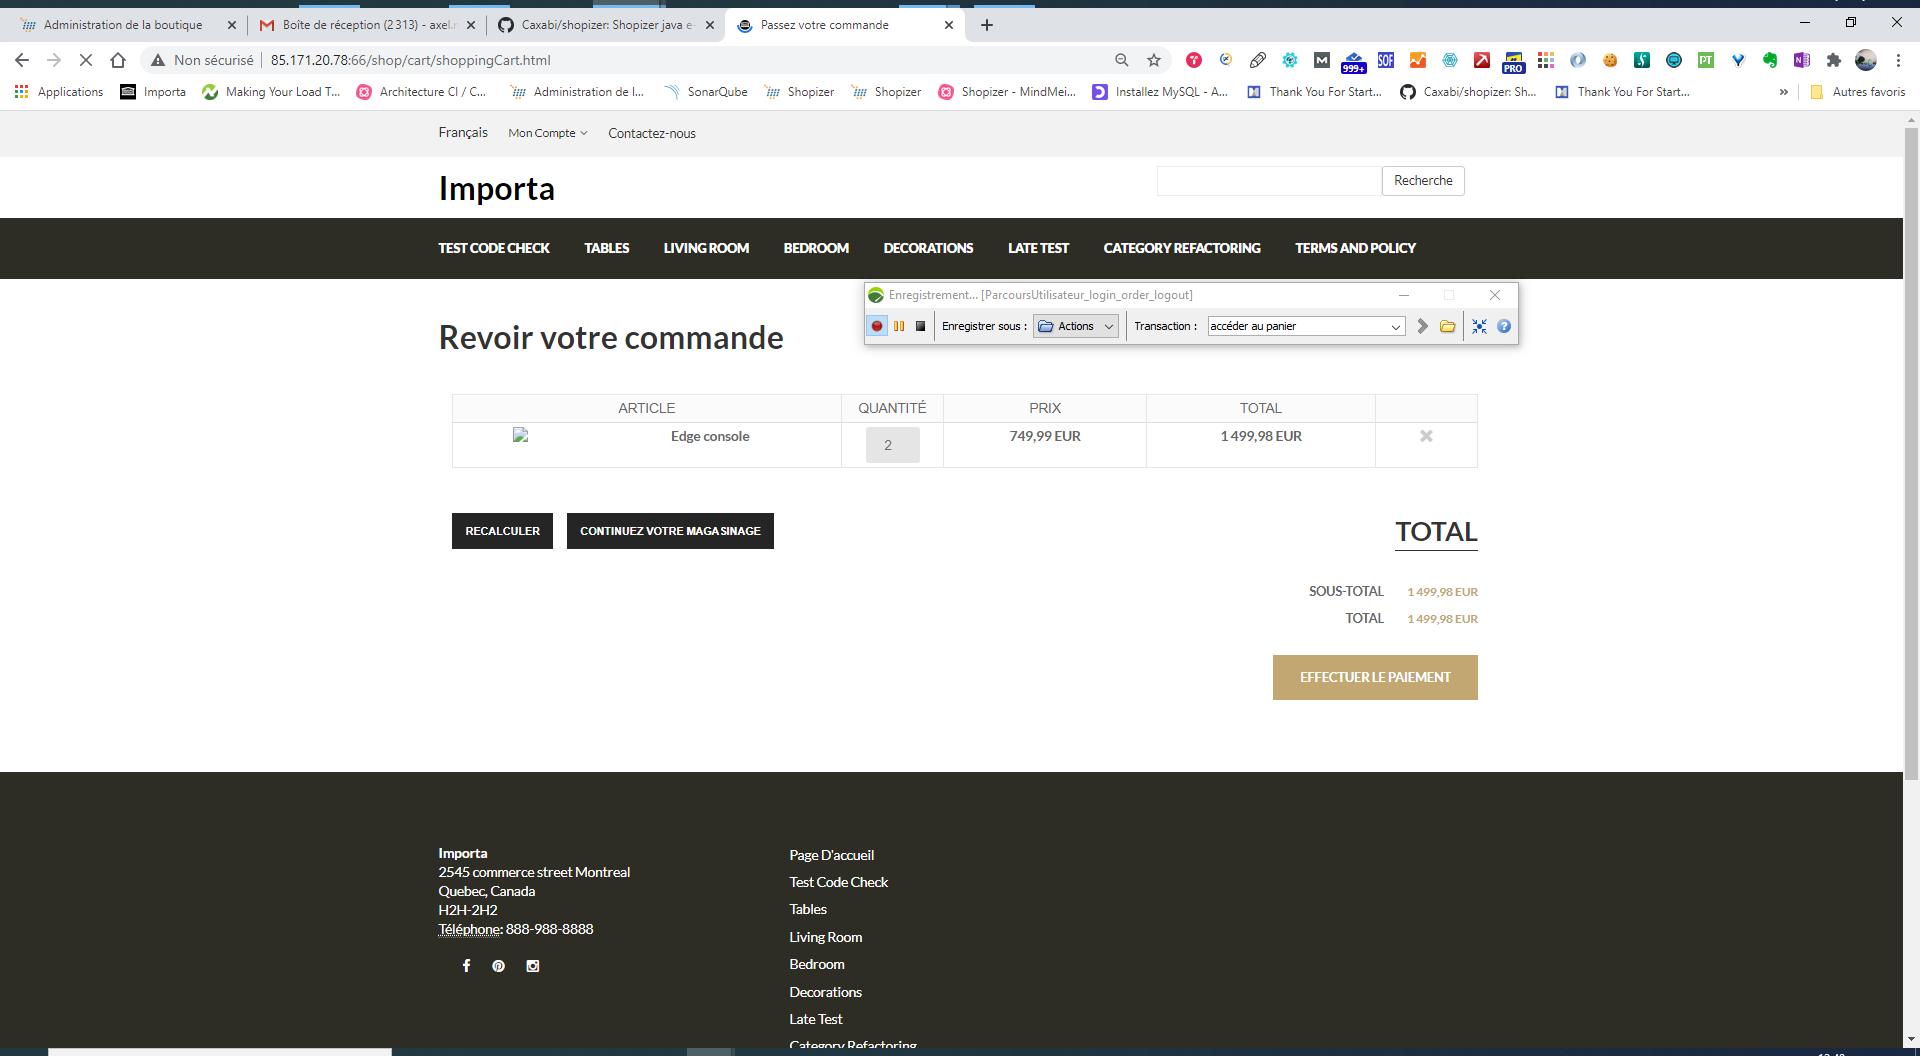 Administration de la boutique
Boîte de réception (2 313) - axel.r
Caxabi/shopizer: Shopizer java e-
Passez votre commande
Non sécurisé
85.171.20.78:66/shop/cart/shoppingCart.html
999+
SOF
PRO
PT
Applications
Importa
Making Your Load T...
Architecture CI / C...
Administration de l...
SonarQube
Shopizer
Shopizer
Shopizer - MindMei...
Installez MySQL - A...
Thank You For Start...
Caxabi/shopizer: Sh...
Thank You For Start...
»
Autres favoris
Français
Mon Compte
Contactez-nous
Importa
Recherche
TEST CODE CHECK
TABLES
LIVING ROOM
BEDROOM
DECORATIONS
LATE TEST
CATEGORY REFACTORING
TERMS AND POLICY
Enregistrement... [ParcoursUtilisateur_login_order_logout]
Enregistrer sous :
Actions
Transaction :
accéder au panier
Revoir votre commande
ARTICLE
QUANTITÉ
PRIX
TOTAL
Edge console
2
749,99 EUR
1 499,98 EUR
RECALCULER
CONTINUEZ VOTRE MAGASINAGE
TOTAL
SOUS-TOTAL
1 499,98 EUR
TOTAL
1 499,98 EUR
EFFECTUER LE PAIEMENT
Importa
2545 commerce street Montreal
Quebec, Canada
H2H-2H2
Téléphone: 888-988-8888
Page D'accueil
Test Code Check
Tables
Living Room
Bedroom
Decorations
Late Test
Category Refactoring